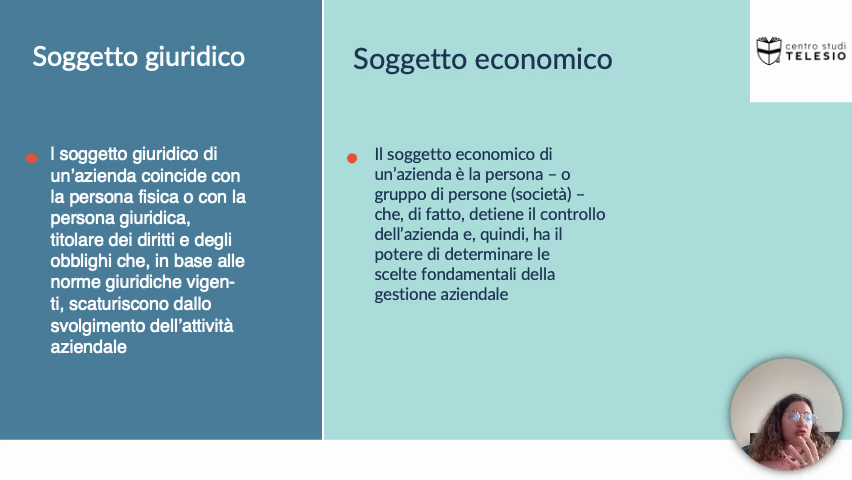 Soggetto giuridico
I soggetto giuridico di
un'azienda coincide con
la persona fisica o con la
persona giuridica,
titolare dei diritti e degli
obblighi che, in base alle
norme giuridiche vigen-
ti, scaturiscono dallo
svolgimento dell'attività
aziendale
Soggetto economico
Il soggetto economico di
un'azienda è la persona – o
gruppo di persone (società) –
che, di fatto, detiene il controllo
dell'azienda e, quindi, ha il
potere di determinare le
scelte fondamentali della
gestione aziendale
centro studi
TELESIO